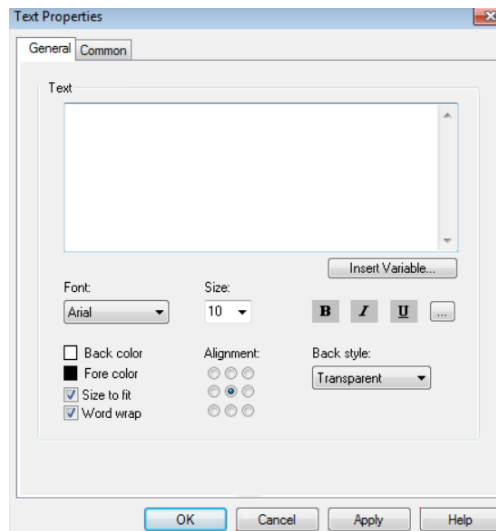 Text Properties
General Common
Text
Insert Variable...
Font: Size:
Arial 10 B I U ...
Back color Alignment: Back style:
Fore color Transparent
Size to fit
Word wrap
OK Cancel Apply Help